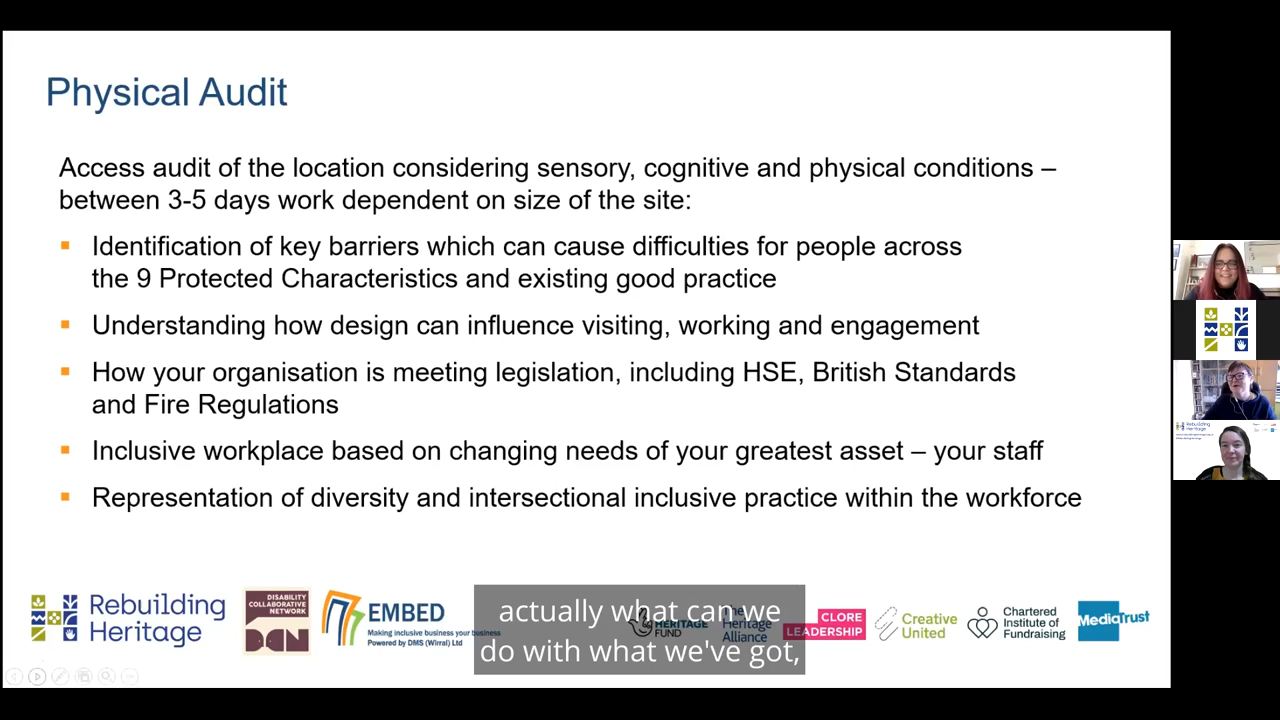 Physical Audit
Access audit of the location considering sensory, cognitive and physical conditions –
between 3-5 days work dependent on size of the site:
Identification of key barriers which can cause difficulties for people across
the 9 Protected Characteristics and existing good practice
Understanding how design can influence visiting, working and engagement
How your organisation is meeting legislation, including HSE, British Standards
and Fire Regulations
Inclusive workplace based on changing needs of your greatest asset – your staff
Representation of diversity and intersectional inclusive practice within the workforce
Rebuilding
Heritage
DISABILITY
COLLABORATIVE
NETWORK
DCN
EMBED
Making inclusive business your business
Powered by DMS (Wirral) Ltd
HERITAGE
FUND
The
Heritage
Alliance
CLORE
LEADERSHIP
Creative
United
Chartered
Institute of
Fundraising
MediaTrust
actually what can we
do with what we've got,
Rebuilding
Heritage